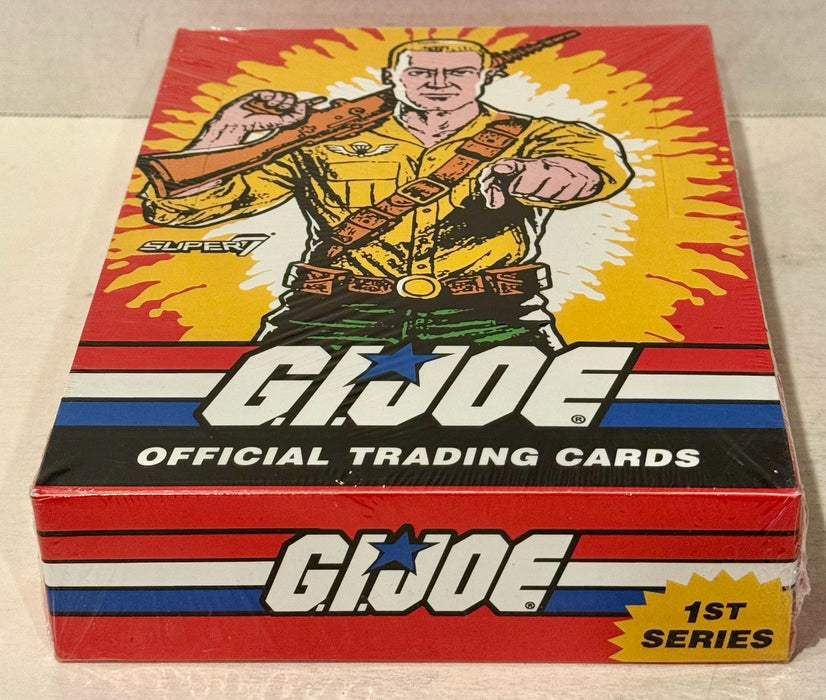 SUPER7
G.I. JOE ®
OFFICIAL TRADING CARDS
G.I. JOE ®
1ST
SERIES